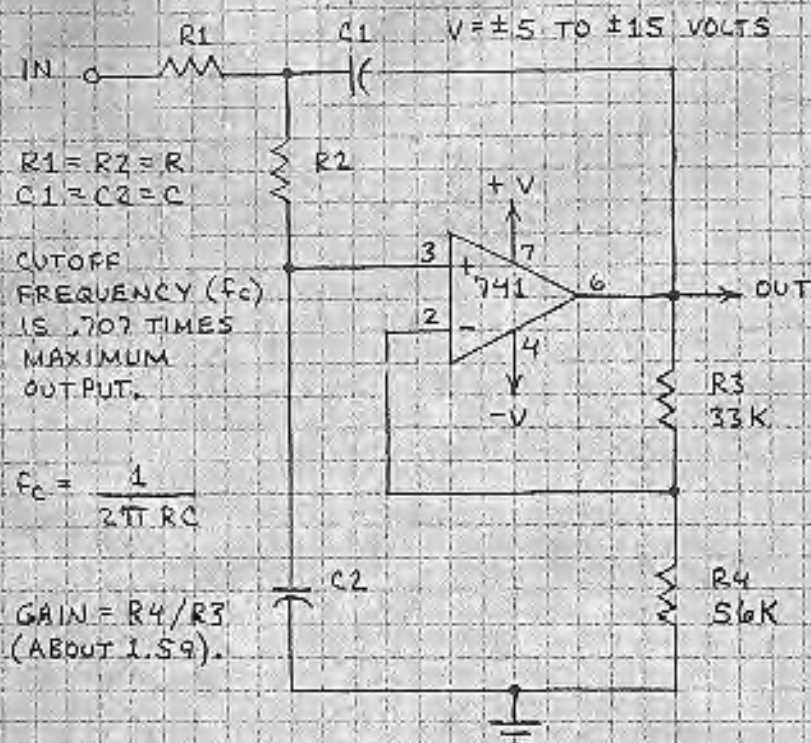 R1
C1
V = ±5 TO ±15 VOLTS
IN
R1 = R2 = R
C1 = C2 = C
R2
+V
CUTOFF
FREQUENCY (fc)
IS .707 TIMES
MAXIMUM
OUTPUT.
3
+
7
741
6
OUT
2
-
4
-V
R3
33K
fc = 1
2π RC
C2
R4
56K
GAIN = R4/R3
(ABOUT 1.59).